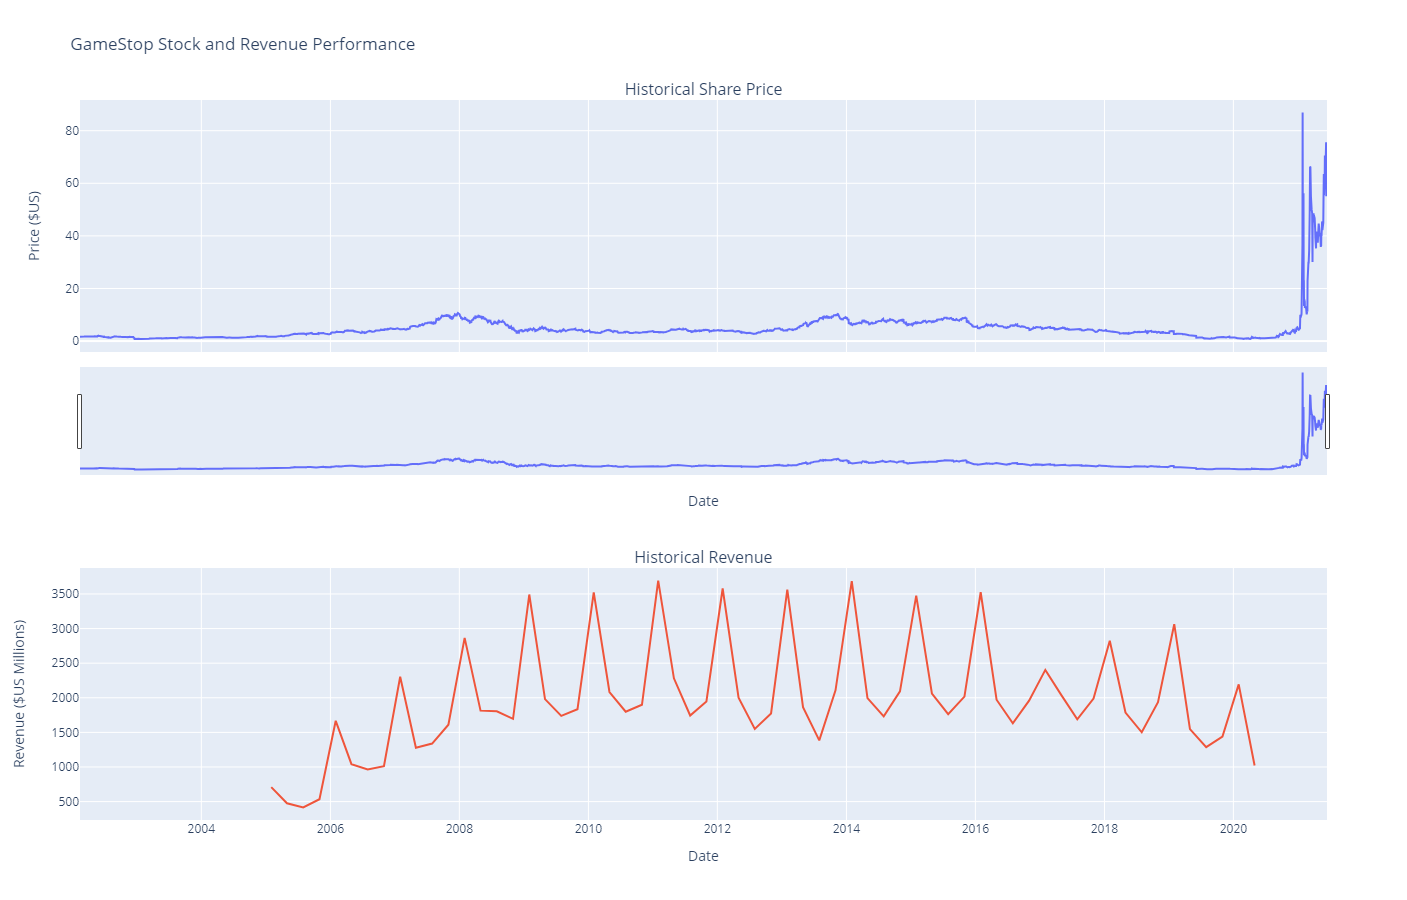 GameStop Stock and Revenue Performance
Historical Share Price
Price ($US)
80
60
40
20
0
Date
Historical Revenue
Revenue ($US Millions)
3500
3000
2500
2000
1500
1000
500
2004 2006 2008 2010 2012 2014 2016 2018 2020
Date